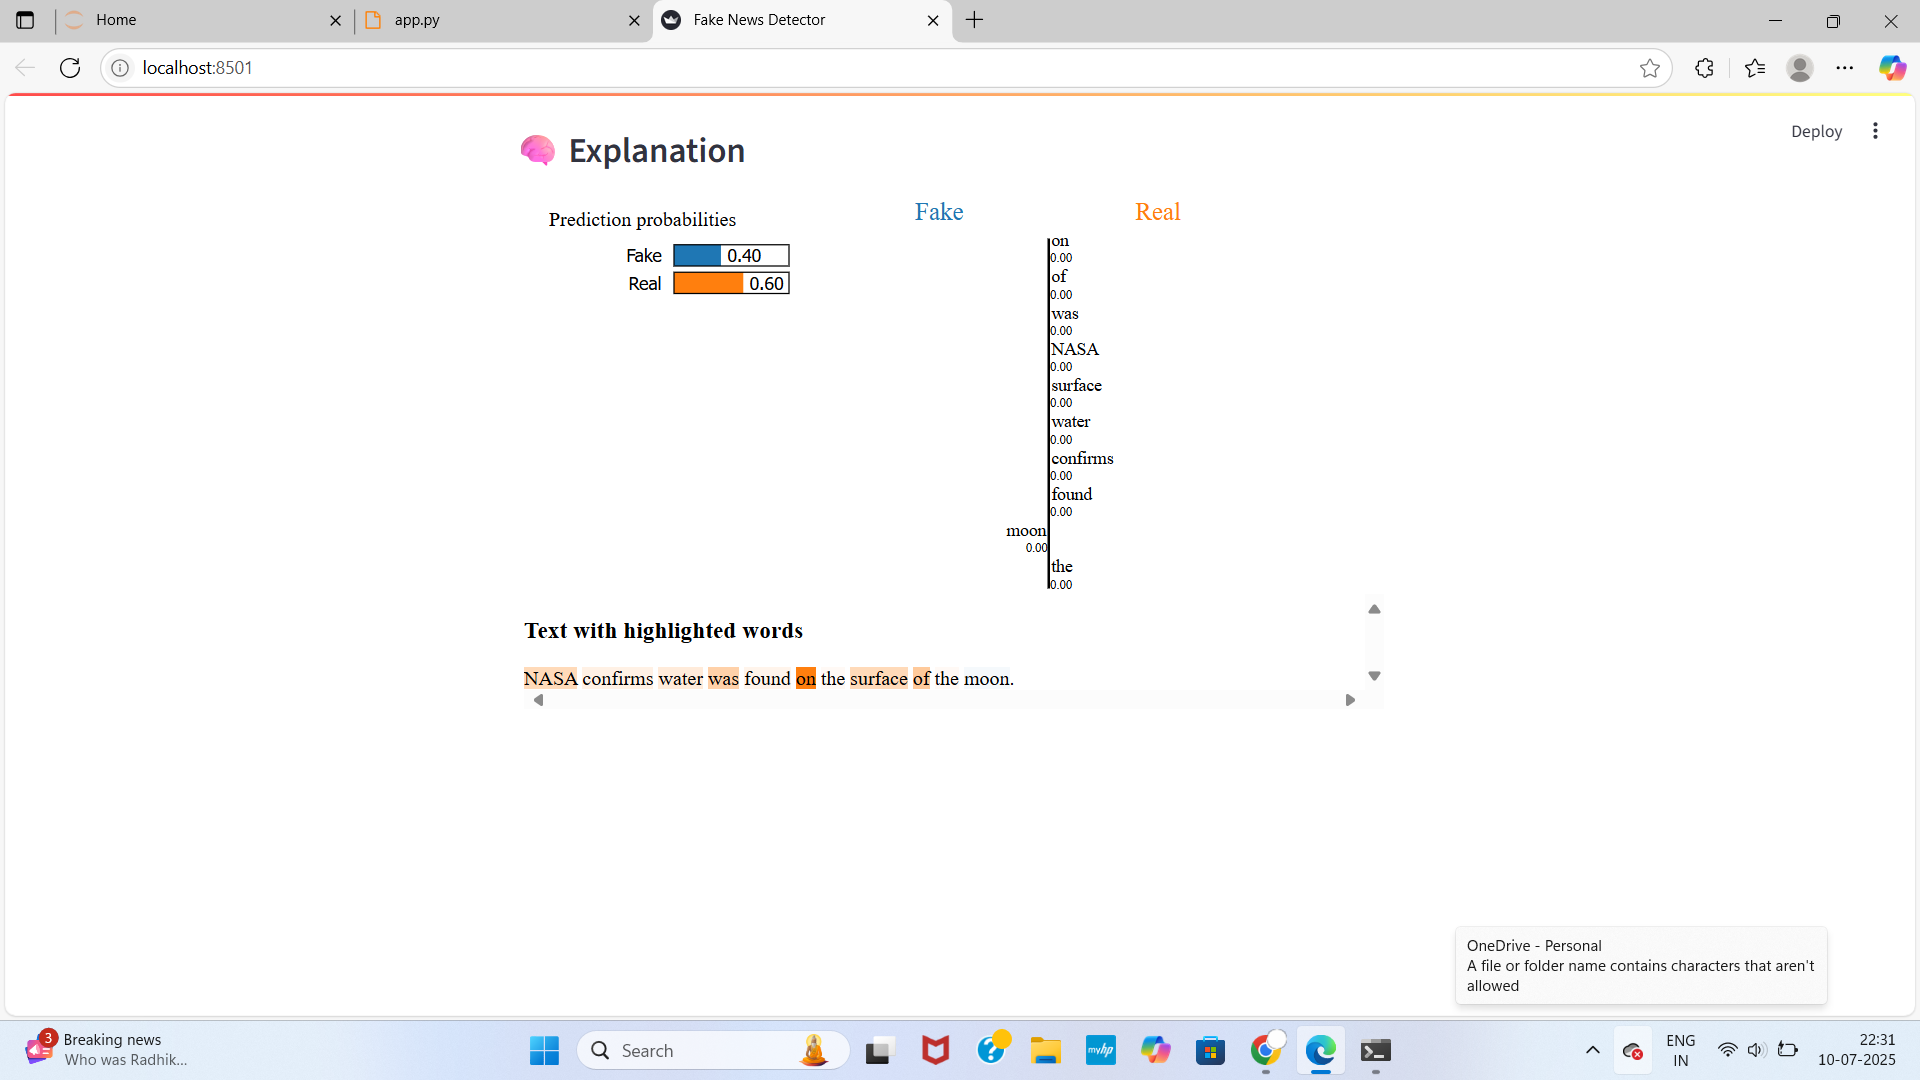 Home
app.py
Fake News Detector
localhost:8501
Deploy
Explanation
Prediction probabilities
Fake 0.40
Real 0.60
Fake Real
on
0.00
of
0.00
was
0.00
NASA
0.00
surface
0.00
water
0.00
confirms
0.00
found
0.00
moon
0.00
the
0.00
Text with highlighted words
NASA confirms water was found on the surface of the moon.
OneDrive - Personal
A file or folder name contains characters that aren't
allowed
3
Breaking news
Who was Radhik...
Search
myhp
ENG
IN
22:31
10-07-2025